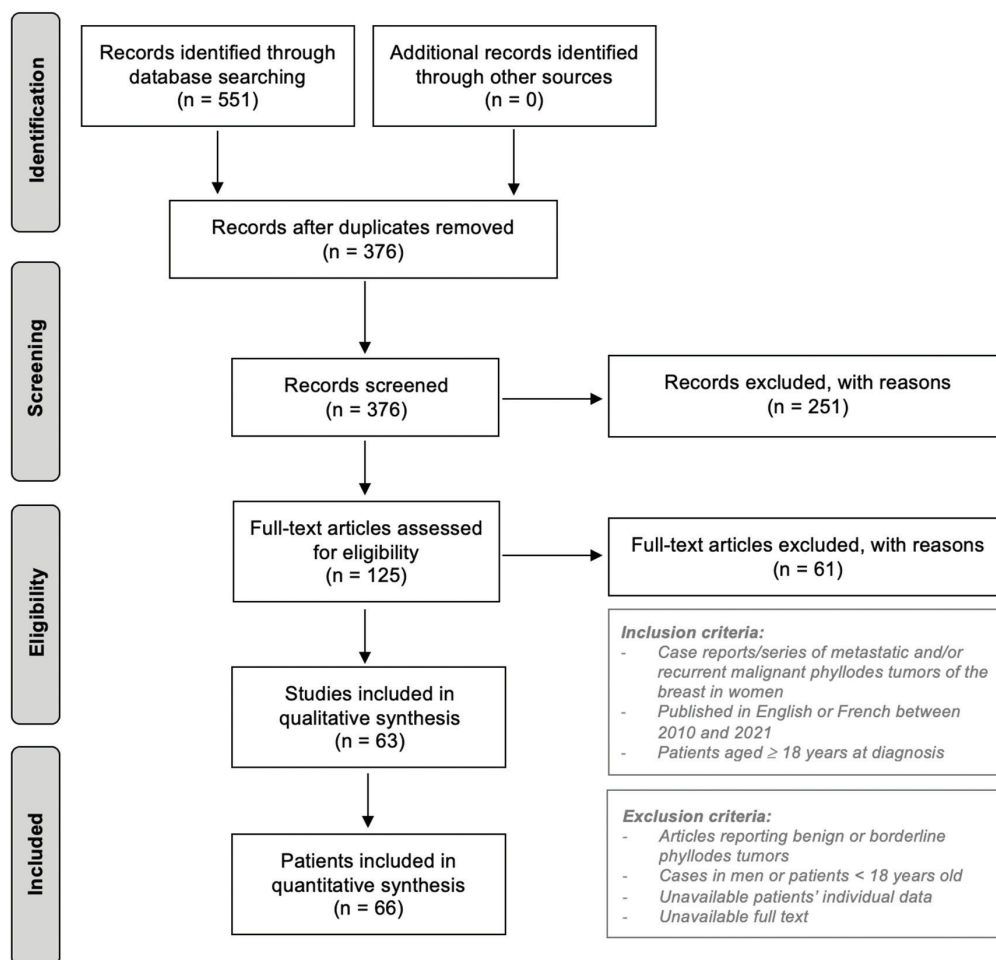 Identification
Records identified through
database searching
(n = 551)
Additional records identified
through other sources
(n = 0)
Records after duplicates removed
(n = 376)
Screening
Records screened
(n = 376)
Records excluded, with reasons
(n = 251)
Eligibility
Full-text articles assessed
for eligibility
(n = 125)
Full-text articles excluded, with reasons
(n = 61)
Inclusion criteria:
- Case reports/series of metastatic and/or
recurrent malignant phyllodes tumors of the
breast in women
- Published in English or French between
2010 and 2021
- Patients aged ≥ 18 years at diagnosis
Studies included in
qualitative synthesis
(n = 63)
Included
Patients included in
quantitative synthesis
(n = 66)
Exclusion criteria:
- Articles reporting benign or borderline
phyllodes tumors
- Cases in men or patients < 18 years old
- Unavailable patients' individual data
- Unavailable full text